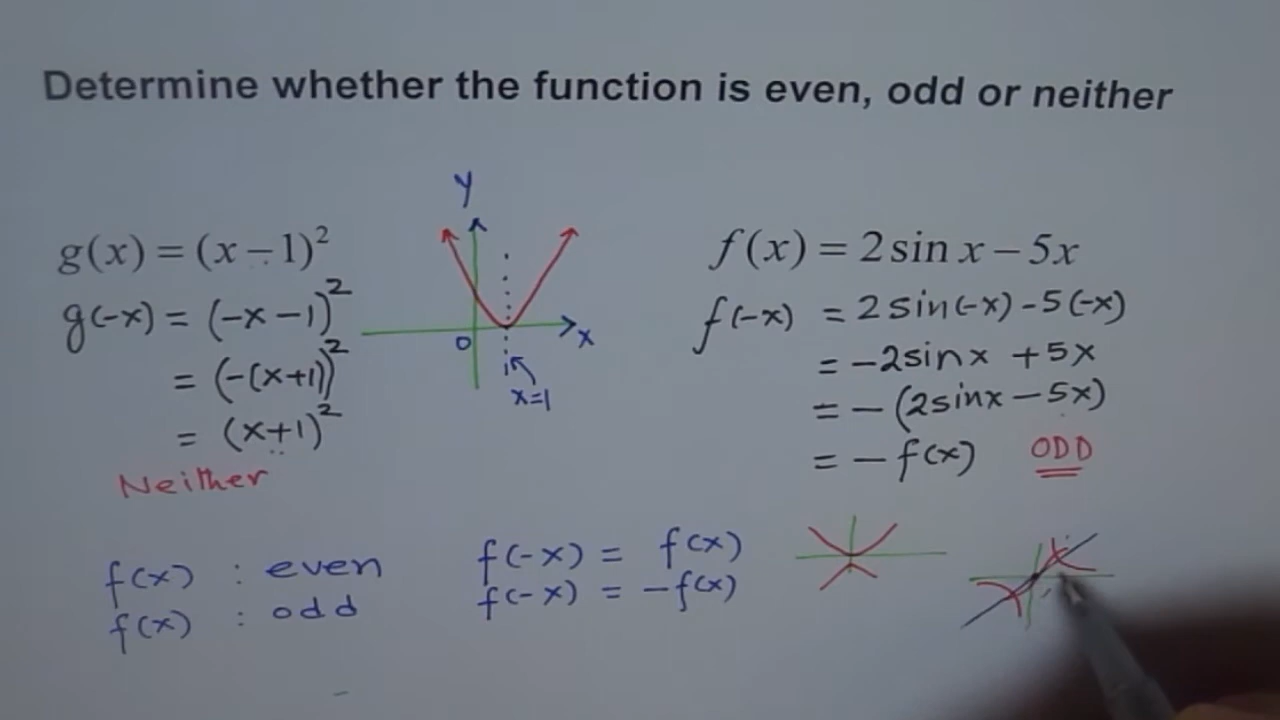 Determine whether the function is even, odd or neither
g(x) = (x – 1)²
g(-x) = (-x - 1)²
= (-(x+1))²
= (x+1)²
Neither
Y
0
x
x=1
f(x) = 2 sin x – 5x
f(-x) = 2 sin(-x) - 5(-x)
= -2sinx + 5x
= - (2sinx - 5x)
= - f(x) ODD
f(x) : even f(-x) = f(x)
f(x) : odd f(-x) = -f(x)